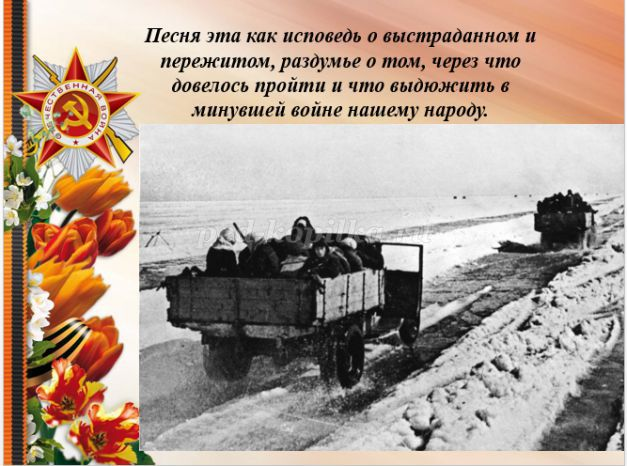 Песня эта как исповедь о выстраданном и
пережитом, раздумье о том, через что
довелось пройти и что выдюжить в
минувшей войне нашему народу.
ОТЕЧЕСТВЕННАЯ ВОЙНА